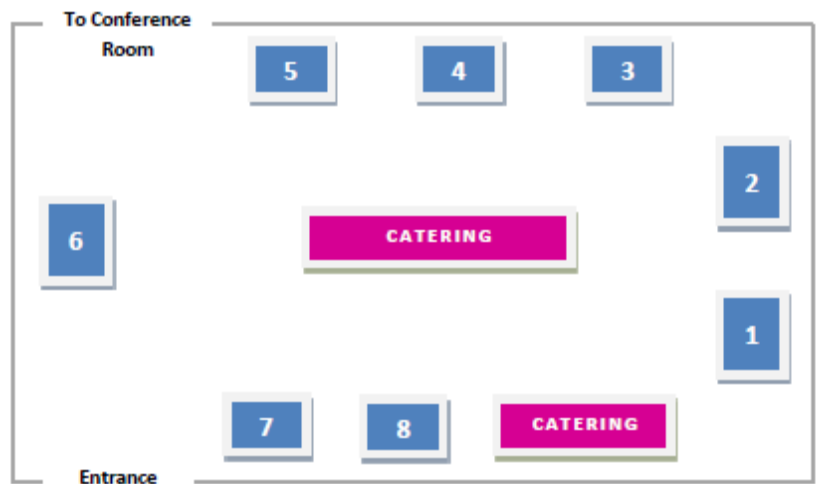 To Conference
Room
5
4
3
2
6
CATERING
1
7
8
CATERING
Entrance